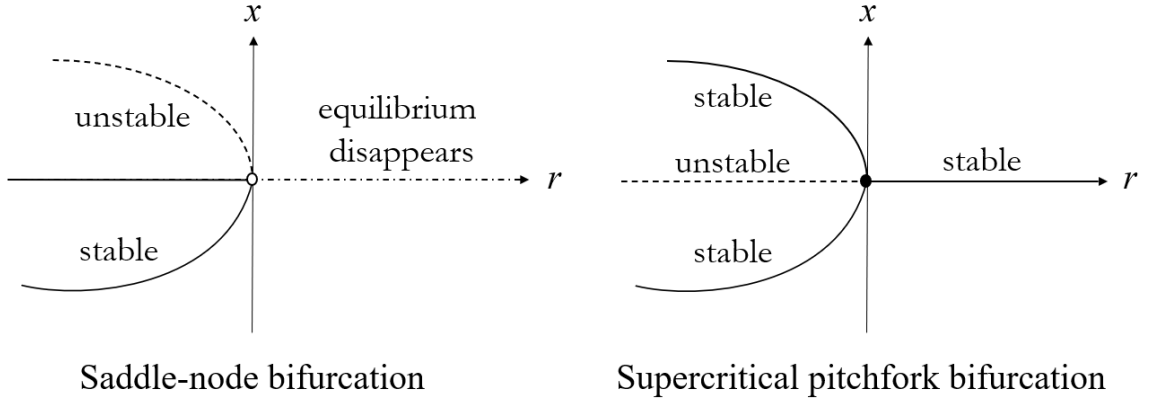 x
unstable
equilibrium
disappears
r
stable
Saddle-node bifurcation
x
stable
unstable
stable
r
stable
Supercritical pitchfork bifurcation